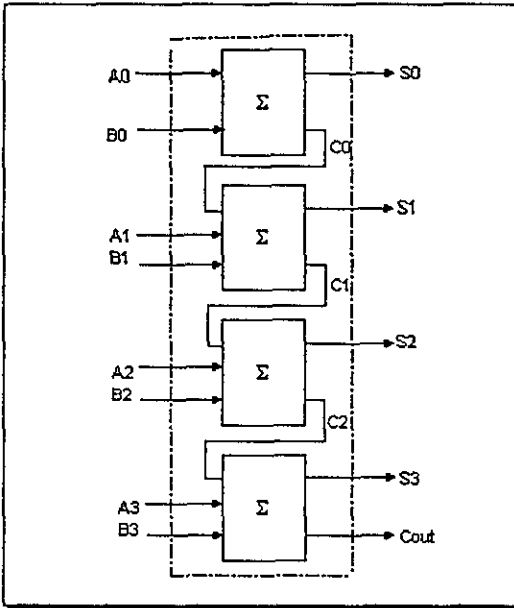 A0 S0
Σ
B0 C0
A1 S1
Σ
B1 C1
A2 S2
Σ
B2 C2
A3 S3
Σ
B3 Cout